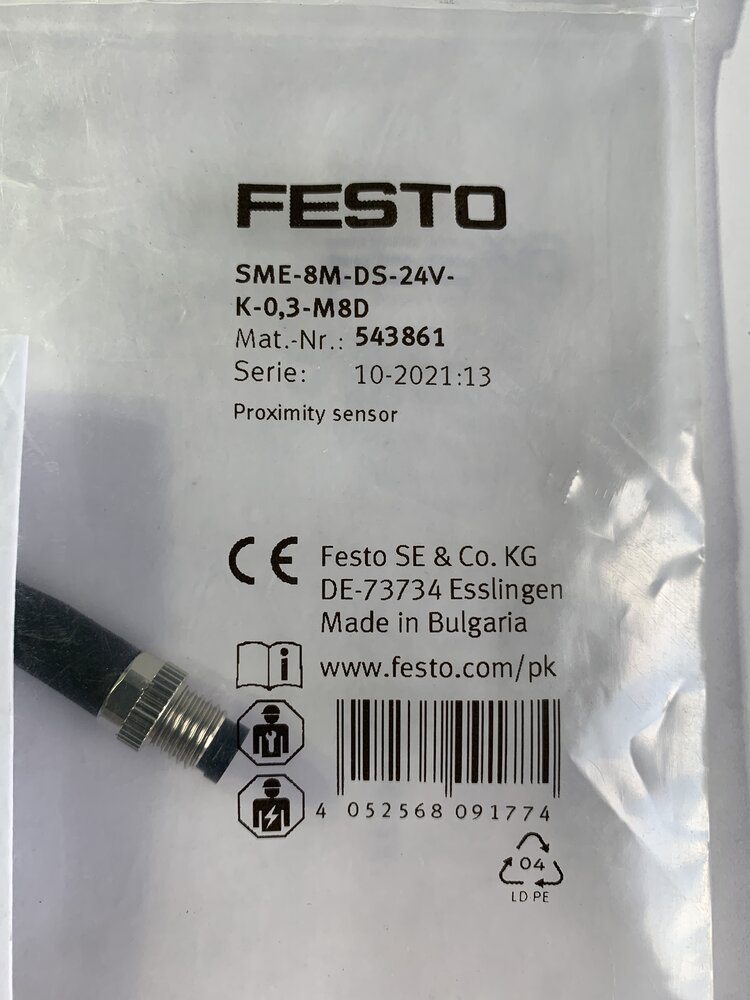 FESTO
SME-8M-DS-24V-
K-0,3-M8D
Mat.-Nr.: 543861
Serie: 10-2021:13
Proximity sensor
CE Festo SE & Co. KG
DE-73734 Esslingen
Made in Bulgaria
i www.festo.com/pk
4 052568 091774
04
LD PE